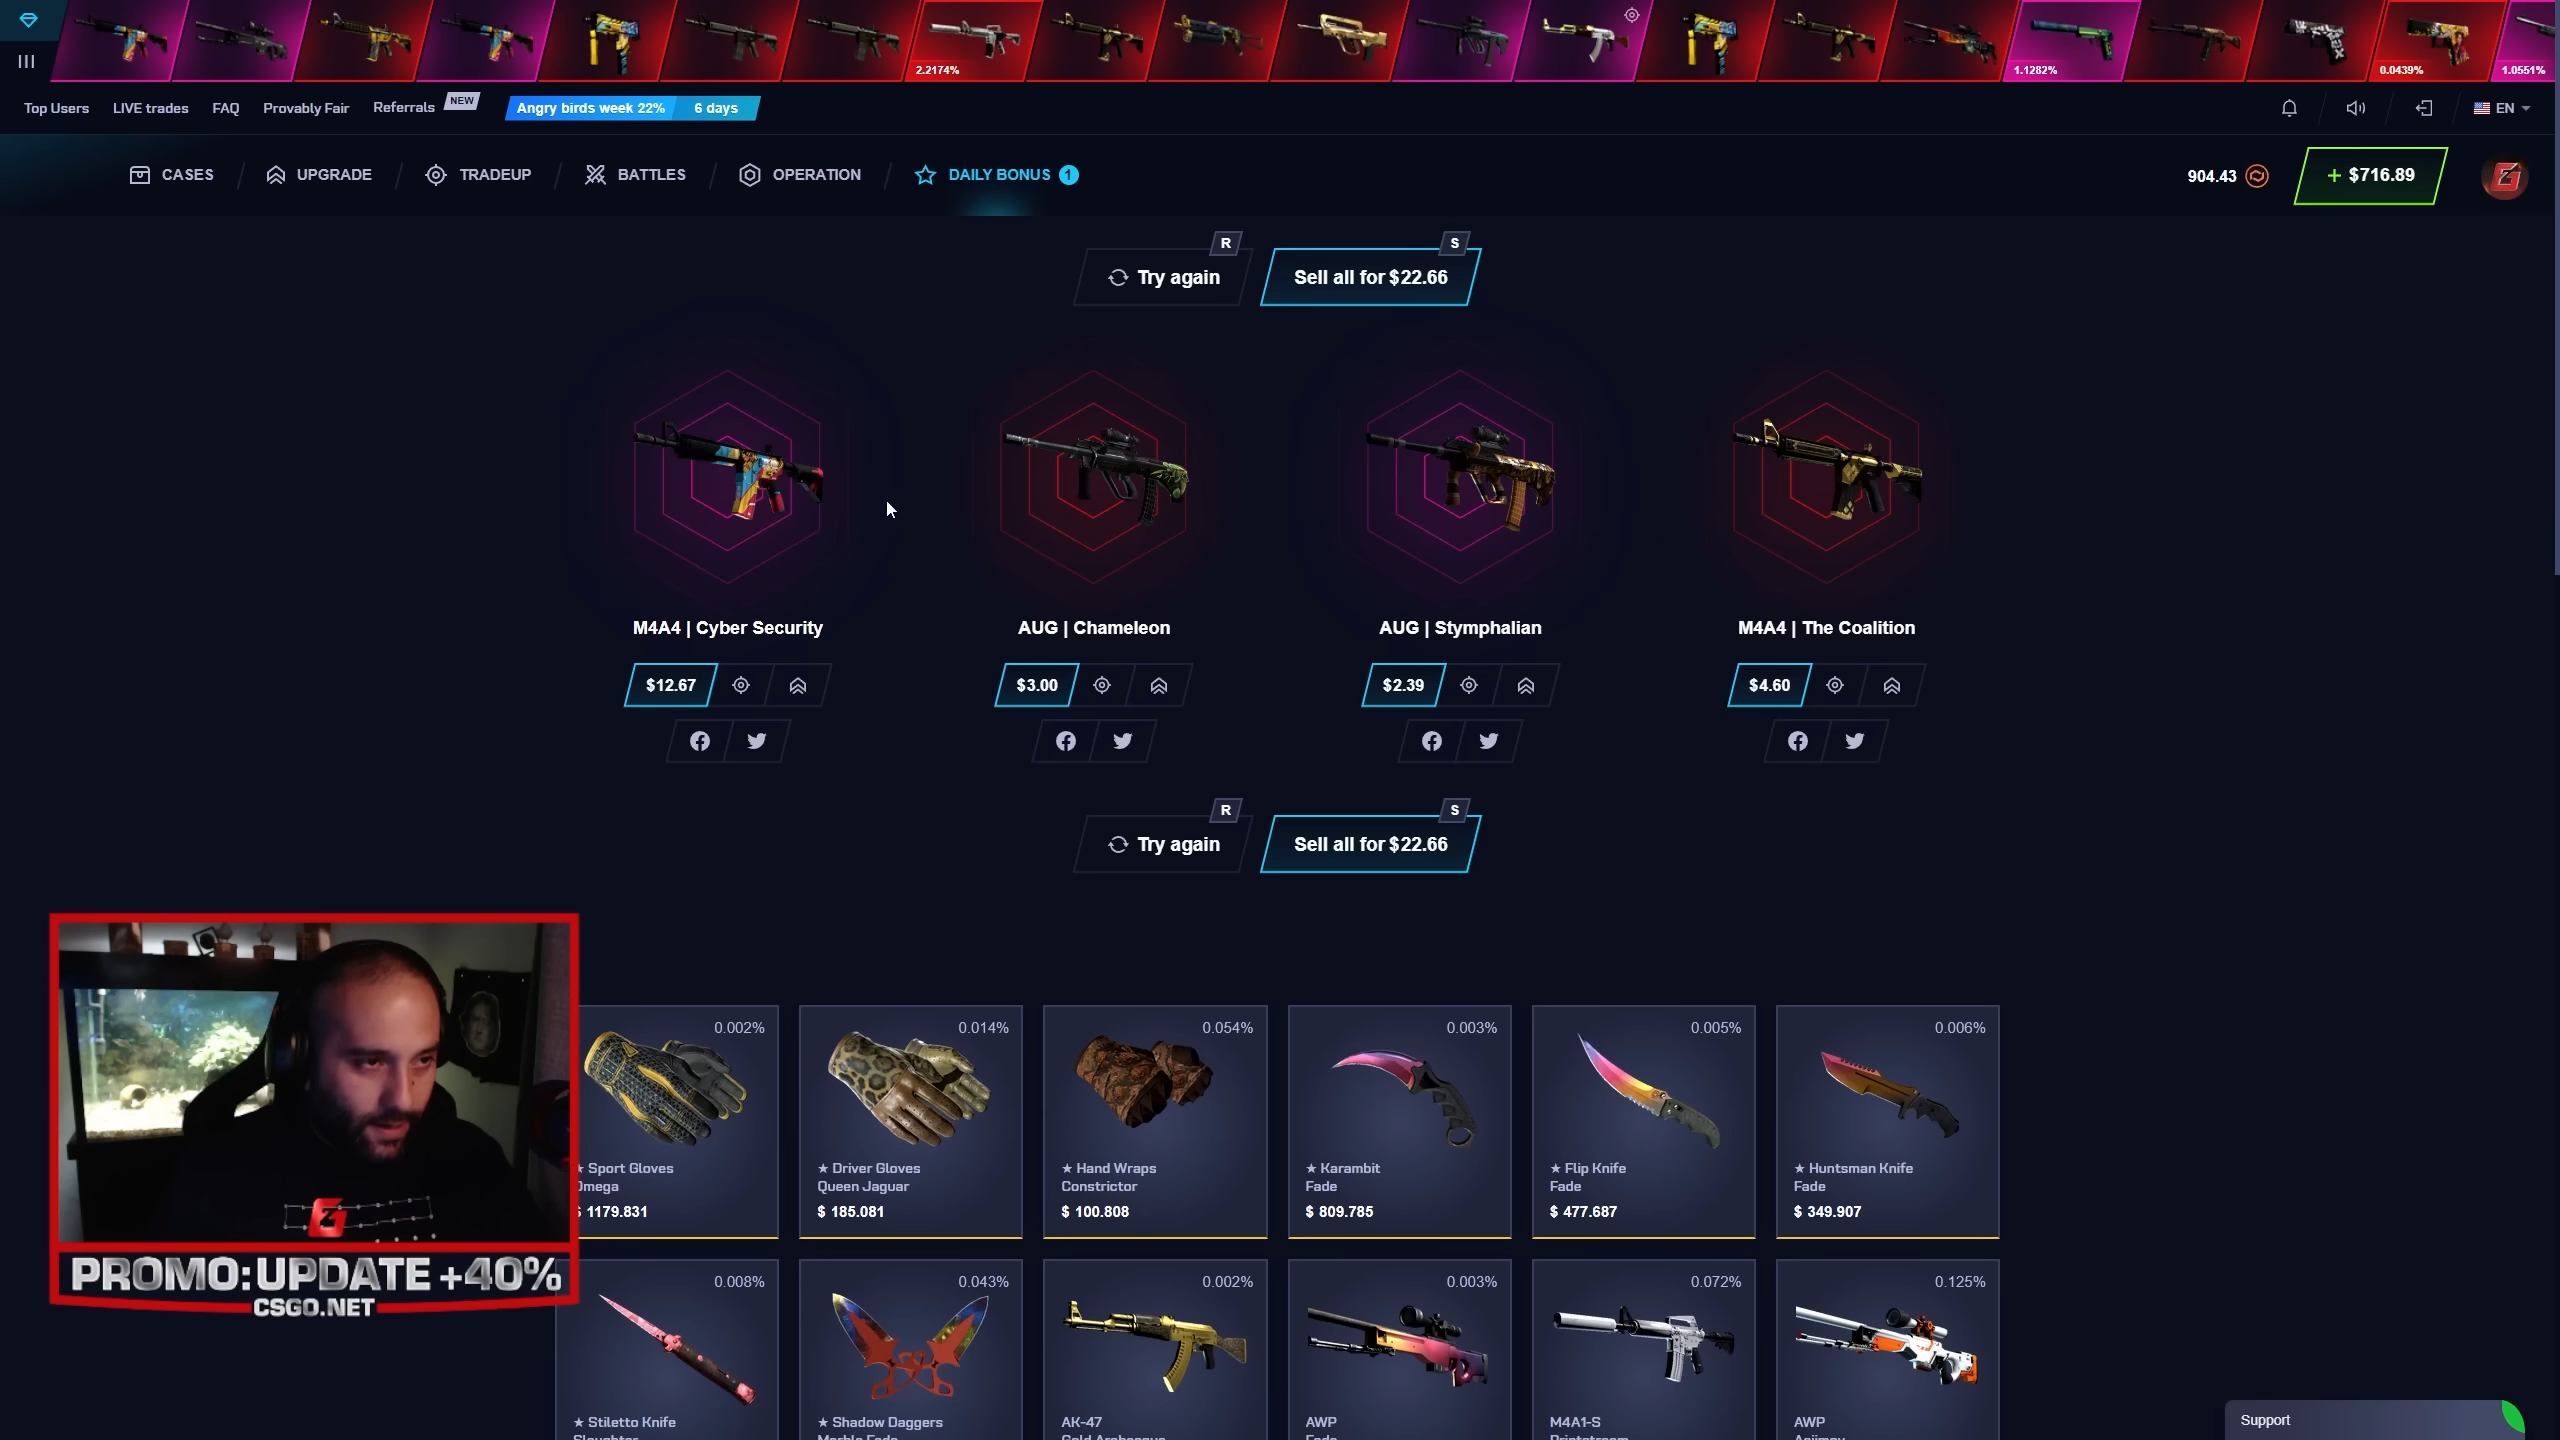 2.2174%
1.1282%
0.0439%
1.0551%
Top Users
LIVE trades
FAQ
Provably Fair
Referrals
NEW
Angry birds week 22%
6 days
EN
CASES
UPGRADE
TRADEUP
BATTLES
OPERATION
DAILY BONUS
1
904.43
+ $716.89
R
Try again
S
Sell all for $22.66
M4A4 | Cyber Security
AUG | Chameleon
AUG | Stymphalian
M4A4 | The Coalition
$12.67
$3.00
$2.39
$4.60
R
Try again
S
Sell all for $22.66
0.002%
★ Sport Gloves
Omega
$ 1179.831
0.014%
★ Driver Gloves
Queen Jaguar
$ 185.081
0.054%
★ Hand Wraps
Constrictor
$ 100.808
0.003%
★ Karambit
Fade
$ 809.785
0.005%
★ Flip Knife
Fade
$ 477.687
0.006%
★ Huntsman Knife
Fade
$ 349.907
0.008%
★ Stiletto Knife
0.043%
★ Shadow Daggers
0.002%
AK-47
0.003%
AWP
0.072%
M4A1-S
0.125%
AWP
PROMO:UPDATE +40%
CSGO.NET
Support